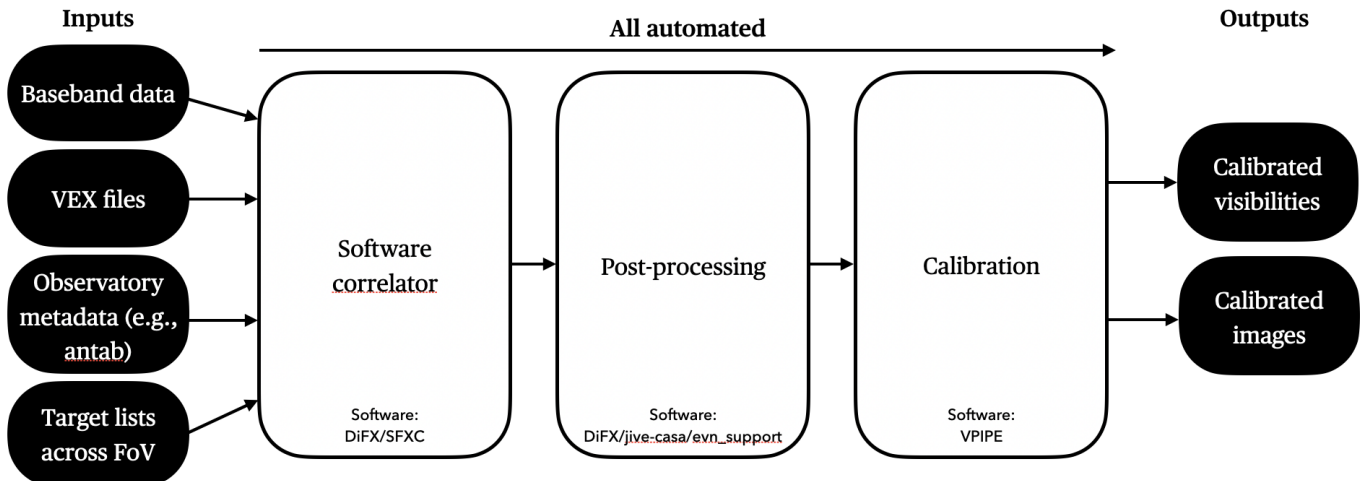 Inputs
All automated
Outputs
Baseband data
VEX files
Observatory
metadata (e.g.,
antab)
Target lists
across FoV
Software
correlator
Software:
DiFX/SFXC
Post-processing
Software:
DiFX/jive-casa/evn_support
Calibration
Software:
VPIPE
Calibrated
visibilities
Calibrated
images